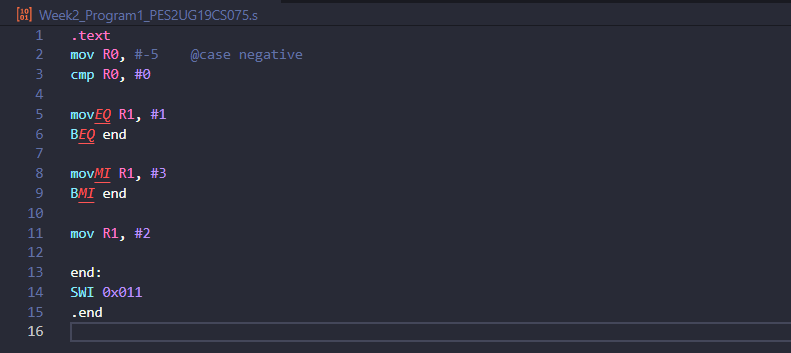 Week2_Program1_PES2UG19CS075.s
1 .text
2 mov R0, #-5 @case negative
3 cmp R0, #0
4
5 movEQ R1, #1
6 BEQ end
7
8 movMI R1, #3
9 BMI end
10
11 mov R1, #2
12
13 end:
14 SWI 0x011
15 .end
16